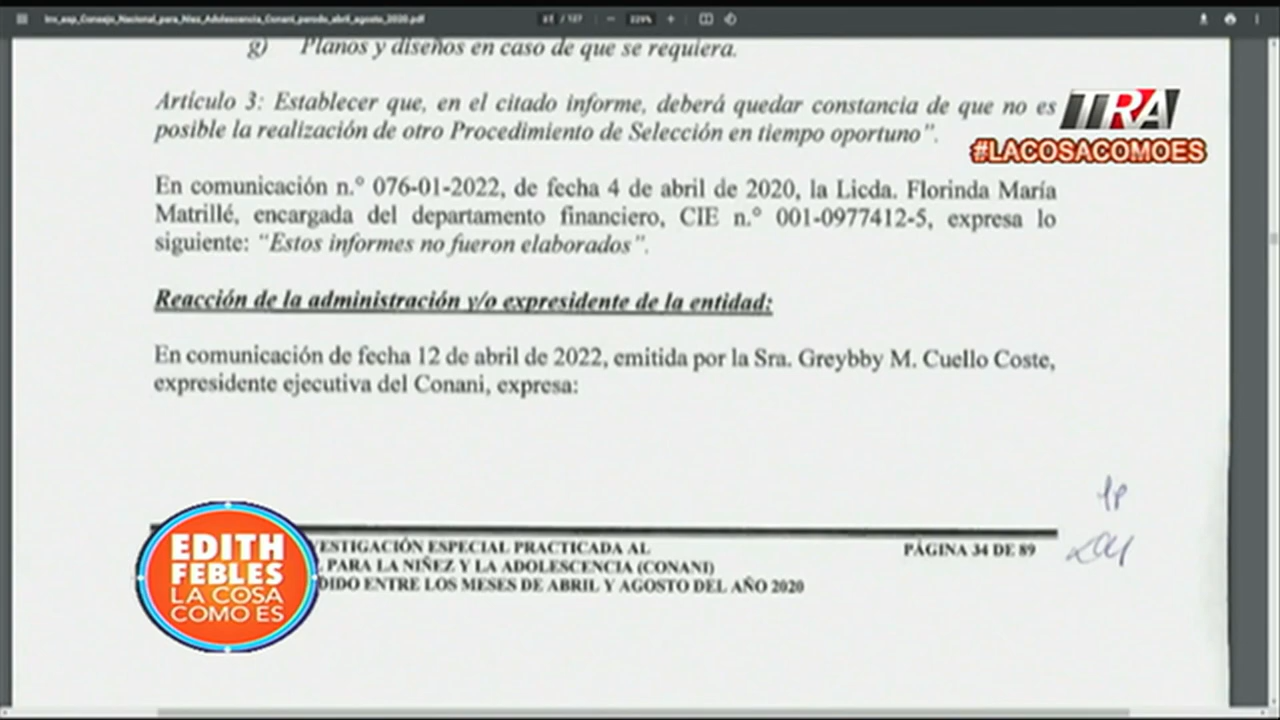 Inv_esp_Consejo_Nacional_para_Niez_Adolescencia_Conani_perodo_abril_agosto_2020.pdf
37 / 127
229%
g) Planos y diseños en caso de que se requiera.
Artículo 3: Establecer que, en el citado informe, deberá quedar constancia de que no es
posible la realización de otro Procedimiento de Selección en tiempo oportuno”.
TRA
#LACOSACOMOES
En comunicación n.° 076-01-2022, de fecha 4 de abril de 2020, la Licda. Florinda María
Matrillé, encargada del departamento financiero, CIE n.° 001-0977412-5, expresa lo
siguiente: “Estos informes no fueron elaborados”.
Reacción de la administración y/o expresidente de la entidad:
En comunicación de fecha 12 de abril de 2022, emitida por la Sra. Greybby M. Cuello Coste,
expresidente ejecutiva del Conani, expresa:
ESTIGACIÓN ESPECIAL PRACTICADA AL
PARA LA NIÑEZ Y LA ADOLESCENCIA (CONANI)
DIDO ENTRE LOS MESES DE ABRIL Y AGOSTO DEL AÑO 2020
PÁGINA 34 DE 89
EDITH
FEBLES
LA COSA
COMO ES